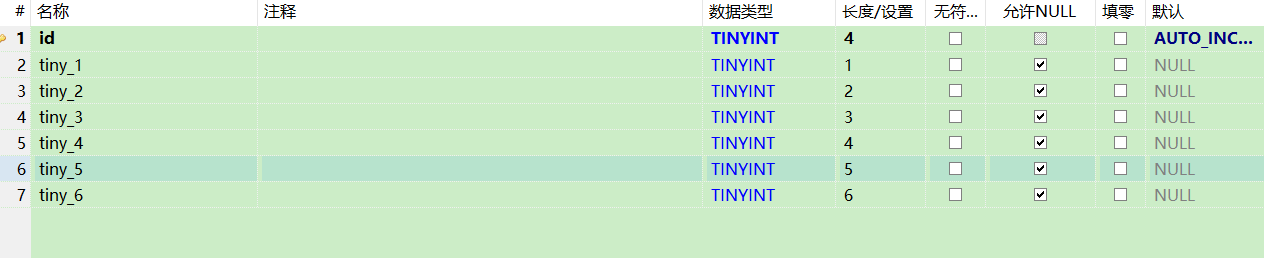 # 名称 注释 数据类型 长度/设置 无符... 允许NULL 填零 默认
1 id TINYINT 4 AUTO_INC...
2 tiny_1 TINYINT 1 NULL
3 tiny_2 TINYINT 2 NULL
4 tiny_3 TINYINT 3 NULL
5 tiny_4 TINYINT 4 NULL
6 tiny_5 TINYINT 5 NULL
7 tiny_6 TINYINT 6 NULL